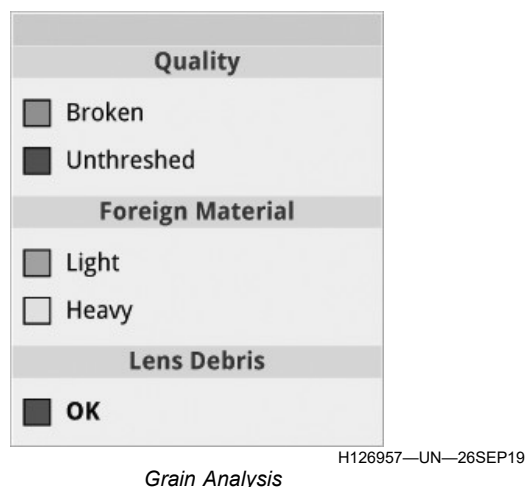 Quality
Broken
Unthreshed
Foreign Material
Light
Heavy
Lens Debris
OK
H126957—UN—26SEP19
Grain Analysis